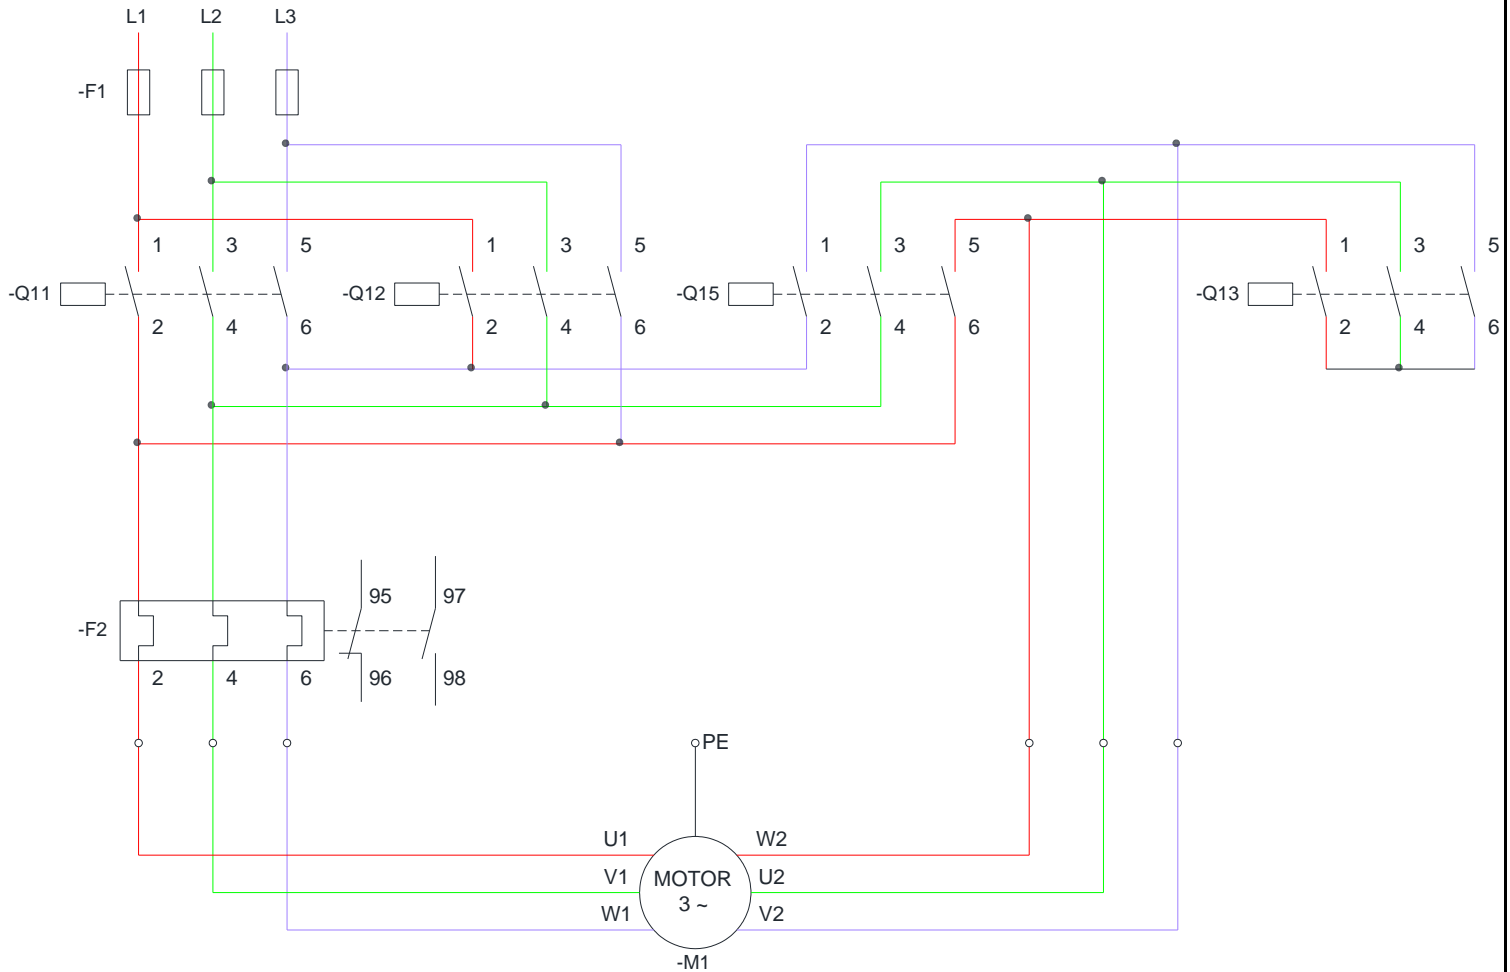 L1 L2 L3
-F1
1 3 5 1 3 5 1 3 5 1 3 5
-Q11 -Q12 -Q15 -Q13
2 4 6 2 4 6 2 4 6 2 4 6
95 97
-F2
2 4 6 96 98
PE
U1 W2
V1 MOTOR U2
3 ~
W1 V2
-M1